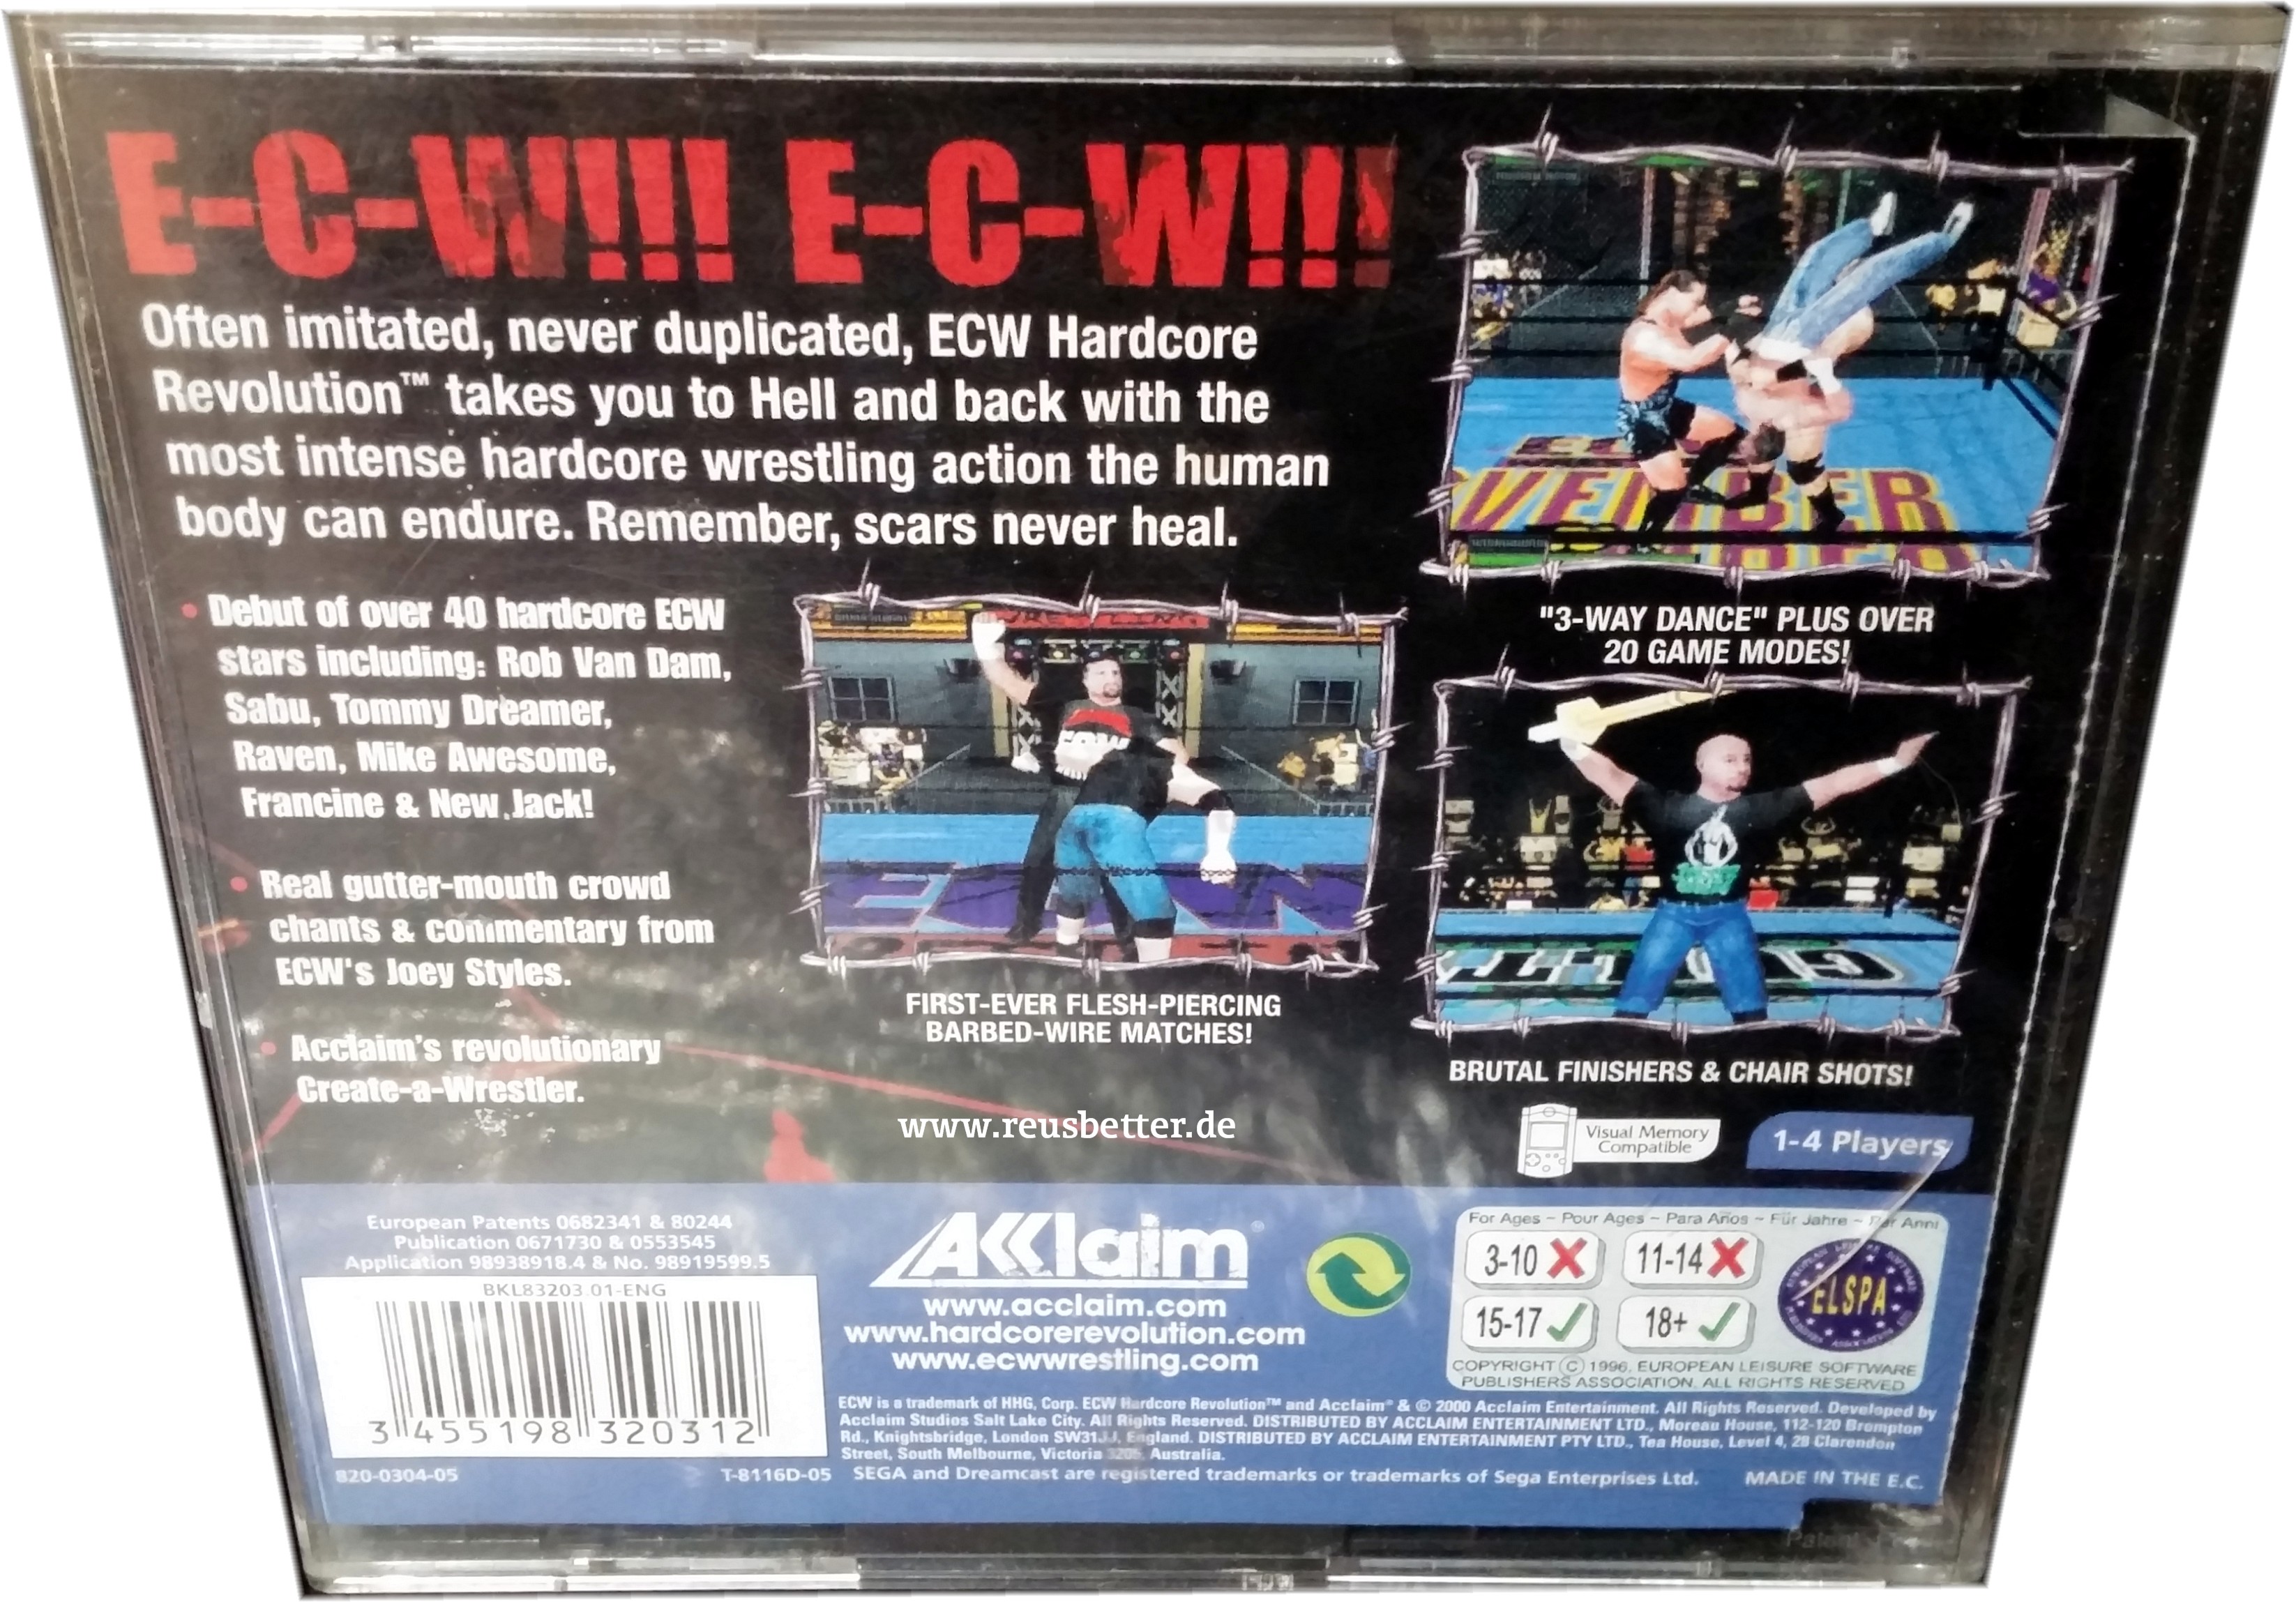 E-C-W!!! E-C-W!!!
Often imitated, never duplicated, ECW Hardcore
Revolution™ takes you to Hell and back with the
most intense hardcore wrestling action the human
body can endure. Remember, scars never heal.
• Debut of over 40 hardcore ECW
stars including: Rob Van Dam,
Sabu, Tommy Dreamer,
Raven, Mike Awesome,
Francine & New Jack!
• Real gutter-mouth crowd
chants & commentary from
ECW's Joey Styles.
• Acclaim's revolutionary
Create-a-Wrestler.
VEMBER
"3-WAY DANCE" PLUS OVER
20 GAME MODES!
ECW
FIRST-EVER FLESH-PIERCING
BARBED-WIRE MATCHES!
BRUTAL FINISHERS & CHAIR SHOTS!
www.reusbetter.de
Visual Memory
Compatible
1-4 Players
European Patents 0682341 & 80244
Publication 0671730 & 0553545
Application 98938918.4 & No. 98919599.5
BKL83203.01-ENG
3 455198 320312
820-0304-05
T-8116D-05
AKklaim®
www.acclaim.com
www.hardcorerevolution.com
www.ecwwrestling.com
For Ages ~ Pour Ages ~ Para Años ~ Für Jahre ~ Per Anni
3-10
11-14
15-17
18+
ELSPA
COPYRIGHT © 1996, EUROPEAN LEISURE SOFTWARE
PUBLISHERS ASSOCIATION. ALL RIGHTS RESERVED
ECW is a trademark of HHG, Corp. ECW Hardcore Revolution™ and Acclaim® & © 2000 Acclaim Entertainment. All Rights Reserved. Developed by
Acclaim Studios Salt Lake City. All Rights Reserved. DISTRIBUTED BY ACCLAIM ENTERTAINMENT LTD., Moreau House, 112-120 Brompton
Rd., Knightsbridge, London SW31JJ, England. DISTRIBUTED BY ACCLAIM ENTERTAINMENT PTY LTD., Tea House, Level 4, 28 Clarendon
Street, South Melbourne, Victoria 3205, Australia.
SEGA and Dreamcast are registered trademarks or trademarks of Sega Enterprises Ltd.
MADE IN THE E.C.